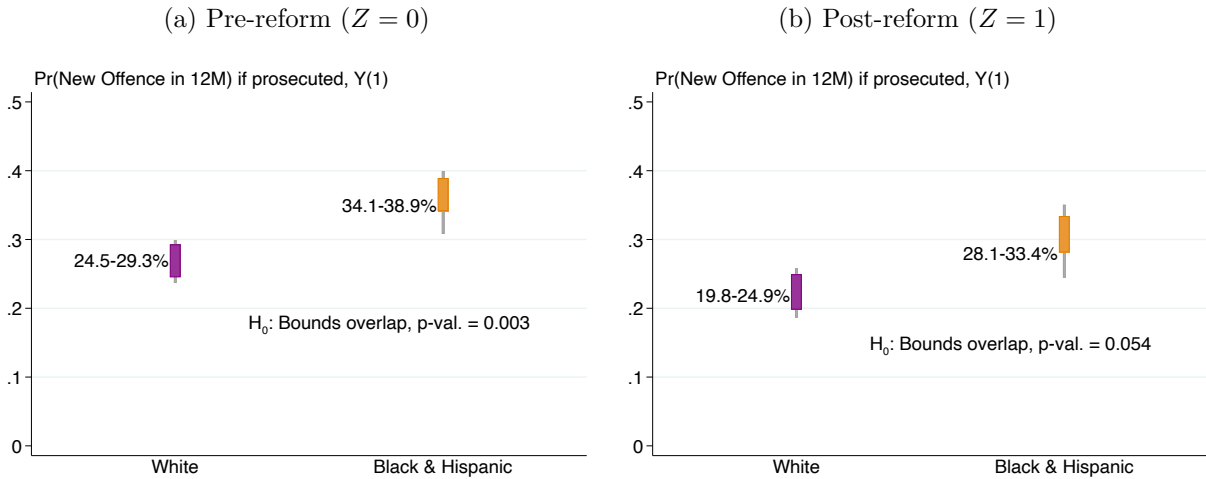 (a) Pre-reform (Z = 0)
Pr(New Offence in 12M) if prosecuted, Y(1)
.5
.4
34.1-38.9%
.3
24.5-29.3%
.2
H₀: Bounds overlap, p-val. = 0.003
.1
0
White Black & Hispanic
(b) Post-reform (Z = 1)
Pr(New Offence in 12M) if prosecuted, Y(1)
.5
.4
.3
28.1-33.4%
19.8-24.9%
.2
H₀: Bounds overlap, p-val. = 0.054
.1
0
White Black & Hispanic